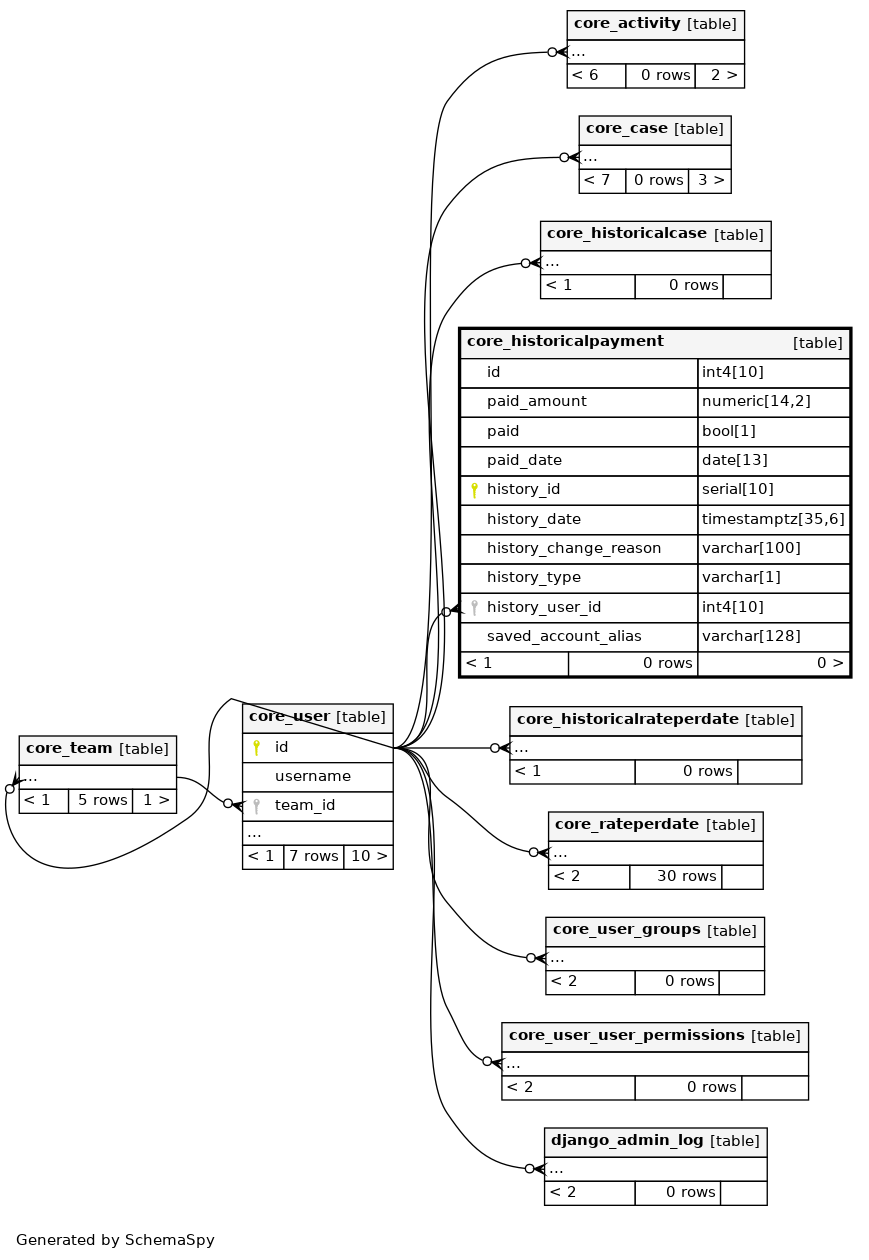 core_activity [table]
...
< 6 0 rows 2 >
core_case [table]
...
< 7 0 rows 3 >
core_historicalcase [table]
...
< 1 0 rows
core_historicalpayment [table]
id int4[10]
paid_amount numeric[14,2]
paid bool[1]
paid_date date[13]
history_id serial[10]
history_date timestamptz[35,6]
history_change_reason varchar[100]
history_type varchar[1]
history_user_id int4[10]
saved_account_alias varchar[128]
< 1 0 rows 0 >
core_team [table]
...
< 1 5 rows 1 >
core_user [table]
id
username
team_id
...
< 1 7 rows 10 >
core_historicalrateperdate [table]
...
< 1 0 rows
core_rateperdate [table]
...
< 2 30 rows
core_user_groups [table]
...
< 2 0 rows
core_user_user_permissions [table]
...
< 2 0 rows
django_admin_log [table]
...
< 2 0 rows
Generated by SchemaSpy